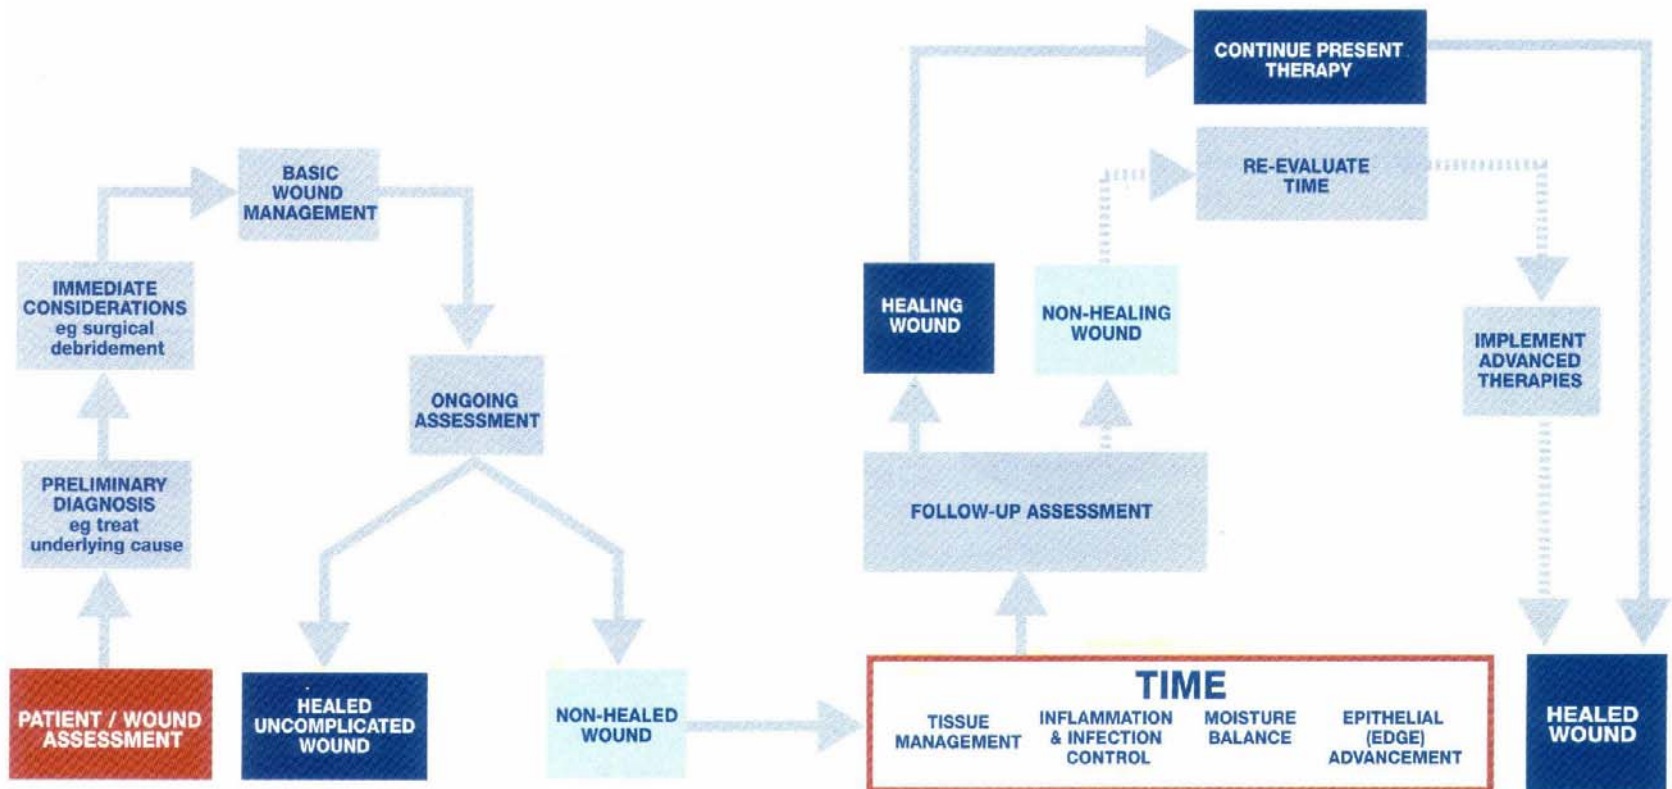 PATIENT / WOUND
ASSESSMENT
PRELIMINARY
DIAGNOSIS
eg treat
underlying cause
IMMEDIATE
CONSIDERATIONS
eg surgical
debridement
BASIC
WOUND
MANAGEMENT
ONGOING
ASSESSMENT
HEALED
UNCOMPLICATED
WOUND
NON-HEALED
WOUND
TIME
TISSUE
MANAGEMENT
INFLAMMATION
& INFECTION
CONTROL
MOISTURE
BALANCE
EPITHELIAL
(EDGE)
ADVANCEMENT
FOLLOW-UP ASSESSMENT
HEALING
WOUND
NON-HEALING
WOUND
CONTINUE PRESENT
THERAPY
RE-EVALUATE
TIME
IMPLEMENT
ADVANCED
THERAPIES
HEALED
WOUND